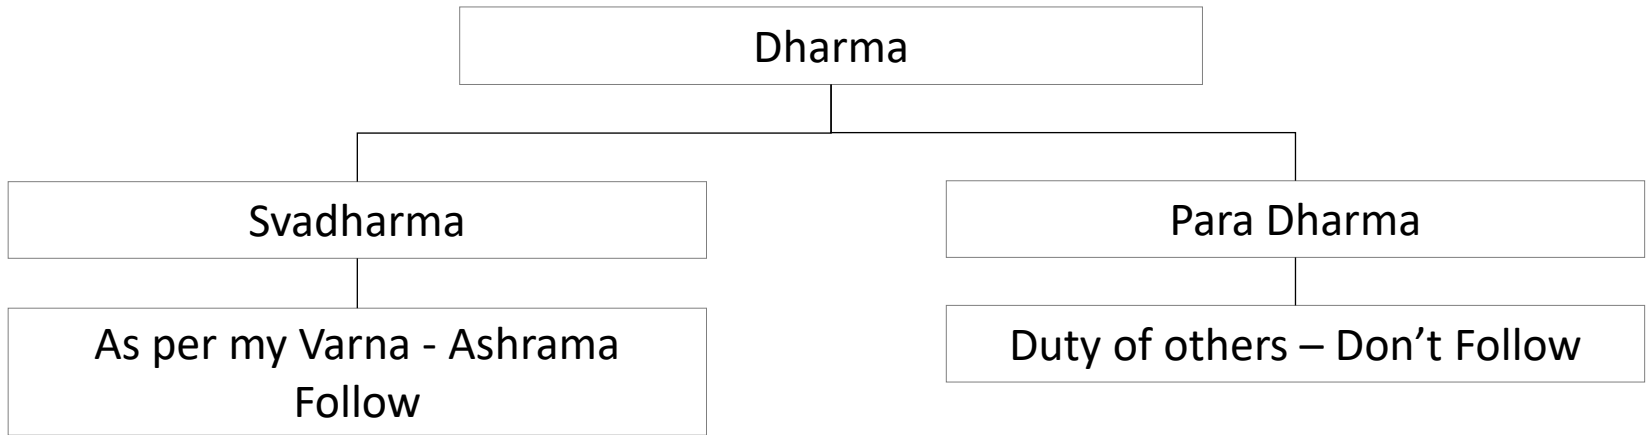 Dharma
Svadharma
Para Dharma
As per my Varna - Ashrama
Follow
Duty of others – Don’t Follow